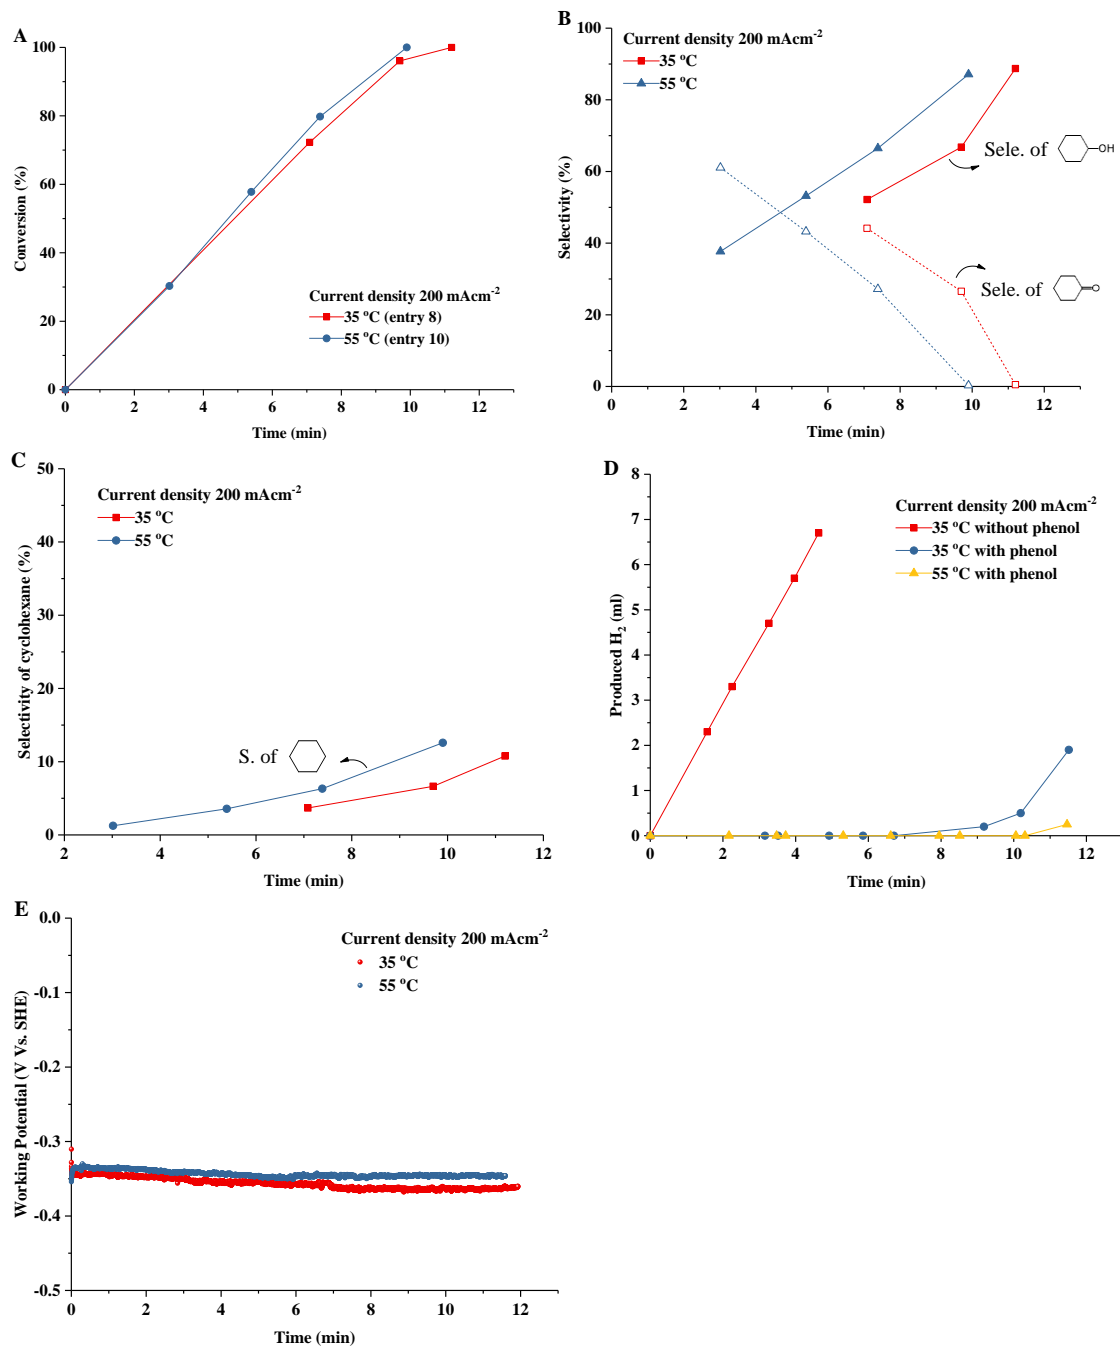 A
100
80
60
40
20
0
Conversion (%)
Current density 200 mAcm-2
35 °C (entry 8)
55 °C (entry 10)
0 2 4 6 8 10 12
Time (min)
B
100
80
60
40
20
0
Selectivity (%)
Current density 200 mAcm-2
35 °C
55 °C
Sele. of OH
Sele. of O
0 2 4 6 8 10 12
Time (min)
C
50
40
30
20
10
0
Selectivity of cyclohexane (%)
Current density 200 mAcm-2
35 °C
55 °C
S. of
2 4 6 8 10 12
Time (min)
D
8
7
6
5
4
3
2
1
0
Produced H2 (ml)
Current density 200 mAcm-2
35 °C without phenol
35 °C with phenol
55 °C with phenol
0 2 4 6 8 10 12
Time (min)
E
0.0
-0.1
-0.2
-0.3
-0.4
-0.5
Working Potential (V Vs. SHE)
Current density 200 mAcm-2
35 °C
55 °C
0 2 4 6 8 10 12
Time (min)